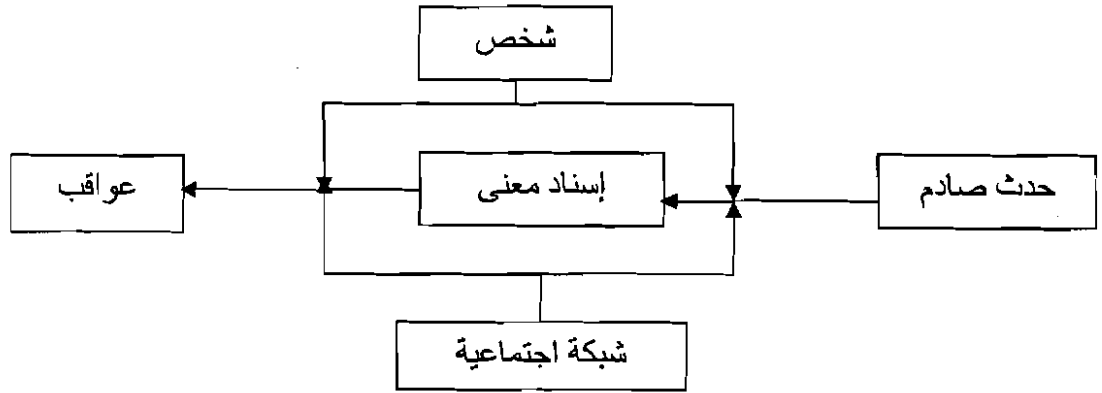 شخص
حدث صادم
إسناد معنى
عواقب
شبكة اجتماعية